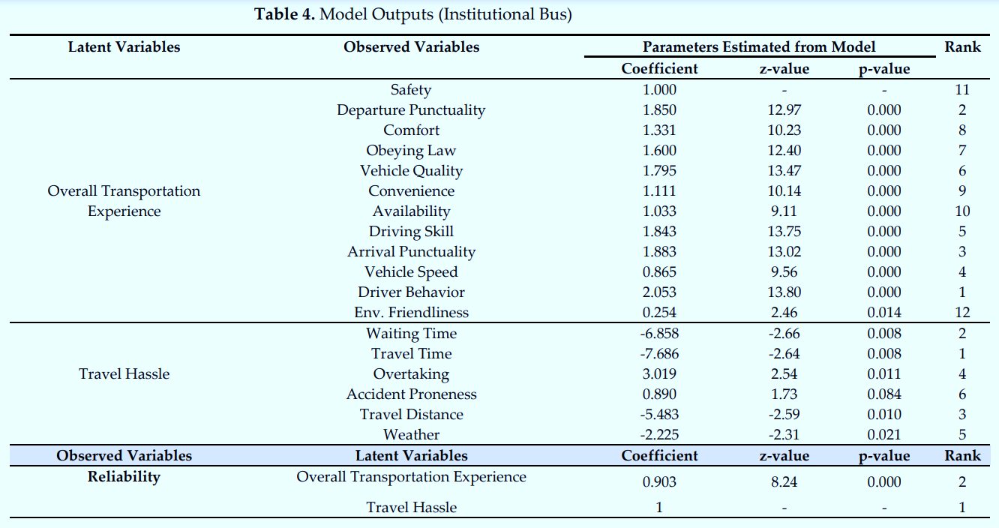 Table 4. Model Outputs (Institutional Bus)
Latent Variables Observed Variables Parameters Estimated from Model Rank
Coefficient z-value p-value
Safety 1.000 - - 11
Departure Punctuality 1.850 12.97 0.000 2
Comfort 1.331 10.23 0.000 8
Obeying Law 1.600 12.40 0.000 7
Vehicle Quality 1.795 13.47 0.000 6
Overall Transportation Convenience 1.111 10.14 0.000 9
Experience Availability 1.033 9.11 0.000 10
Driving Skill 1.843 13.75 0.000 5
Arrival Punctuality 1.883 13.02 0.000 3
Vehicle Speed 0.865 9.56 0.000 4
Driver Behavior 2.053 13.80 0.000 1
Env. Friendliness 0.254 2.46 0.014 12
Waiting Time -6.858 -2.66 0.008 2
Travel Time -7.686 -2.64 0.008 1
Travel Hassle Overtaking 3.019 2.54 0.011 4
Accident Proneness 0.890 1.73 0.084 6
Travel Distance -5.483 -2.59 0.010 3
Weather -2.225 -2.31 0.021 5
Observed Variables Latent Variables Coefficient z-value p-value Rank
Reliability Overall Transportation Experience 0.903 8.24 0.000 2
Travel Hassle 1 - - 1